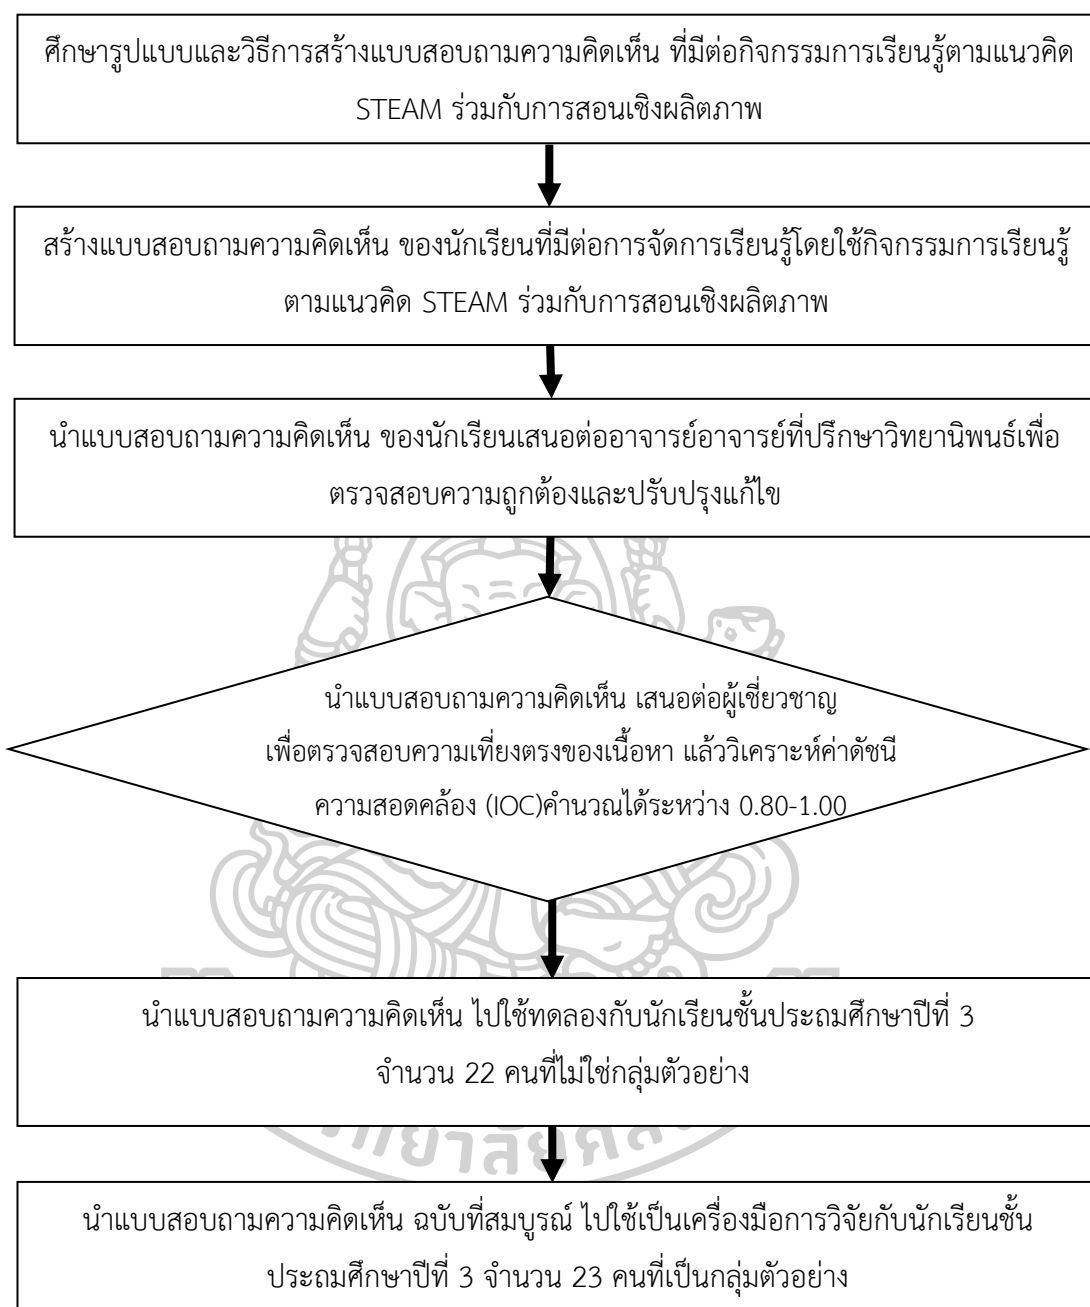 ศึกษารูปแบบและวิธีการสร้างแบบสอบถามความคิดเห็น ที่มีต่อกิจกรรมการเรียนรู้ตามแนวคิด
STEAM ร่วมกับการสอนเชิงผลิตภาพ
สร้างแบบสอบถามความคิดเห็น ของนักเรียนที่มีต่อการจัดการเรียนรู้โดยใช้กิจกรรมการเรียนรู้
ตามแนวคิด STEAM ร่วมกับการสอนเชิงผลิตภาพ
นำแบบสอบถามความคิดเห็น ของนักเรียนเสนอต่ออาจารย์อาจารย์ที่ปรึกษาวิทยานิพนธ์เพื่อ
ตรวจสอบความถูกต้องและปรับปรุงแก้ไข
นำแบบสอบถามความคิดเห็น เสนอต่อผู้เชี่ยวชาญ
เพื่อตรวจสอบความเที่ยงตรงของเนื้อหา แล้ววิเคราะห์ค่าดัชนี
ความสอดคล้อง (IOC)คำนวณได้ระหว่าง 0.80-1.00
นำแบบสอบถามความคิดเห็น ไปใช้ทดลองกับนักเรียนชั้นประถมศึกษาปีที่ 3
จำนวน 22 คนที่ไม่ใช่กลุ่มตัวอย่าง
นำแบบสอบถามความคิดเห็น ฉบับที่สมบูรณ์ ไปใช้เป็นเครื่องมือการวิจัยกับนักเรียนชั้น
ประถมศึกษาปีที่ 3 จำนวน 23 คนที่เป็นกลุ่มตัวอย่าง